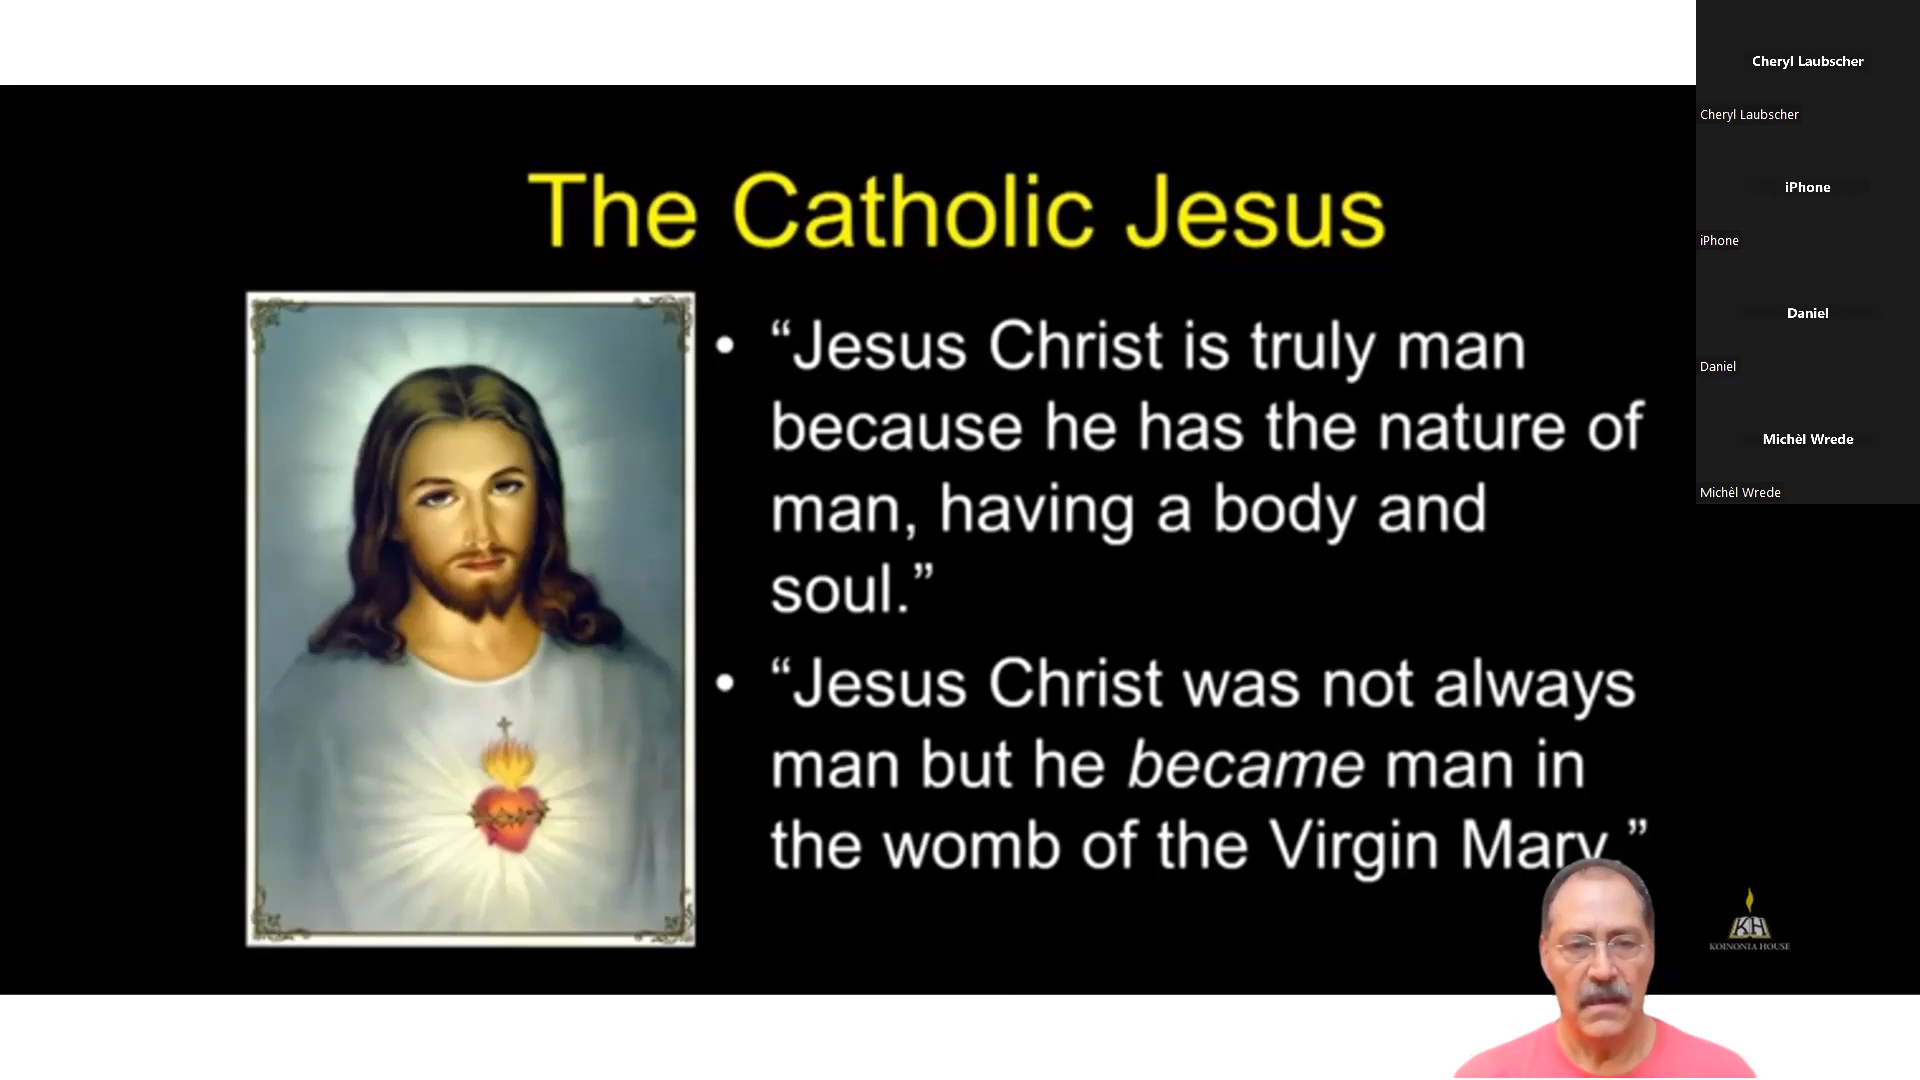 The Catholic Jesus
• “Jesus Christ is truly man
because he has the nature of
man, having a body and
soul.”
• “Jesus Christ was not always
man but he became man in
the womb of the Virgin Mary.”
KH
KOINONIA HOUSE
Cheryl Laubscher
Cheryl Laubscher
iPhone
iPhone
Daniel
Daniel
Michèl Wrede
Michèl Wrede